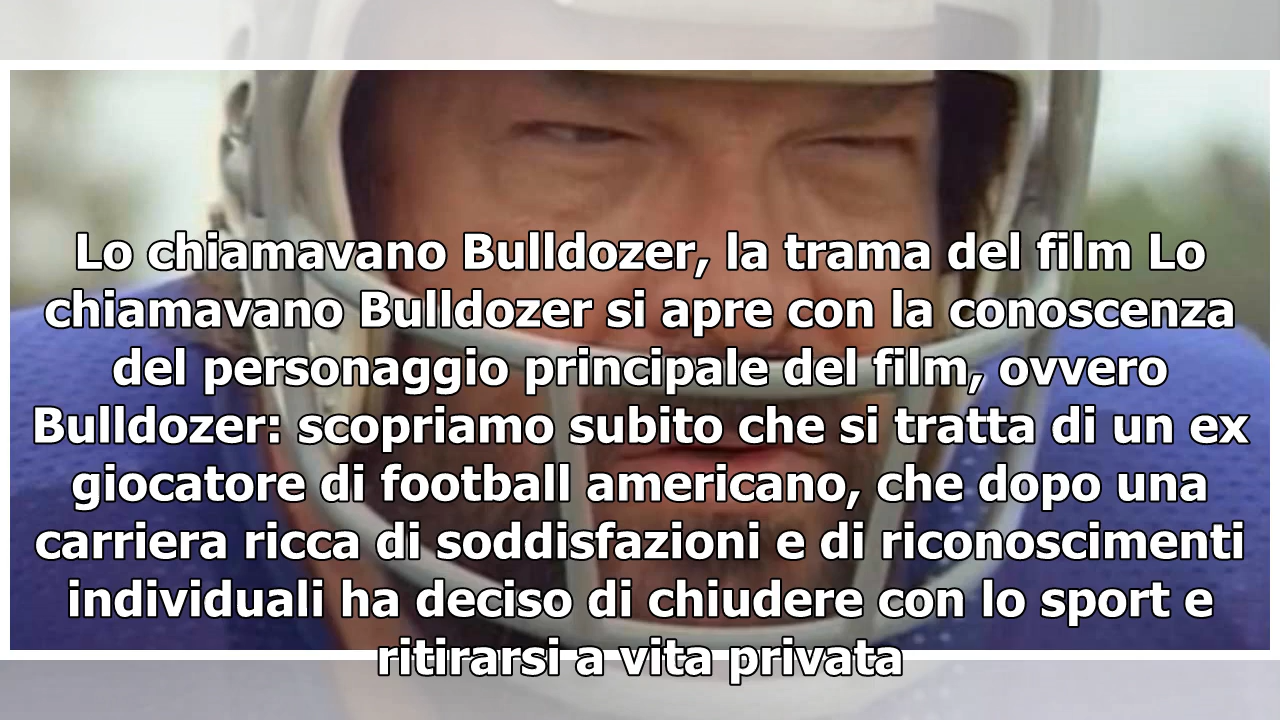 Lo chiamavano Bulldozer, la trama del film Lo
chiamavano Bulldozer si apre con la conoscenza
del personaggio principale del film, ovvero
Bulldozer: scopriamo subito che si tratta di un ex
giocatore di football americano, che dopo una
carriera ricca di soddisfazioni e di riconoscimenti
individuali ha deciso di chiudere con lo sport e
ritirarsi a vita privata